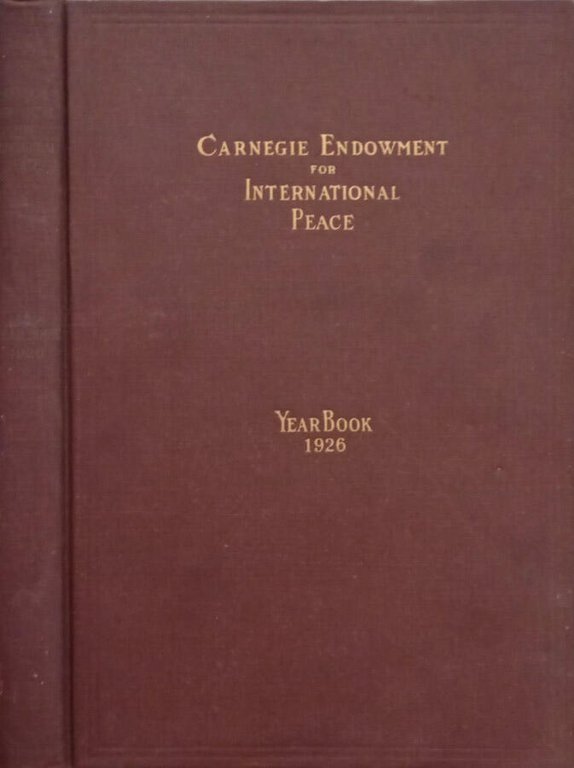 CARNEGIE ENDOWMENT
FOR
INTERNATIONAL
PEACE
YEAR BOOK
1926